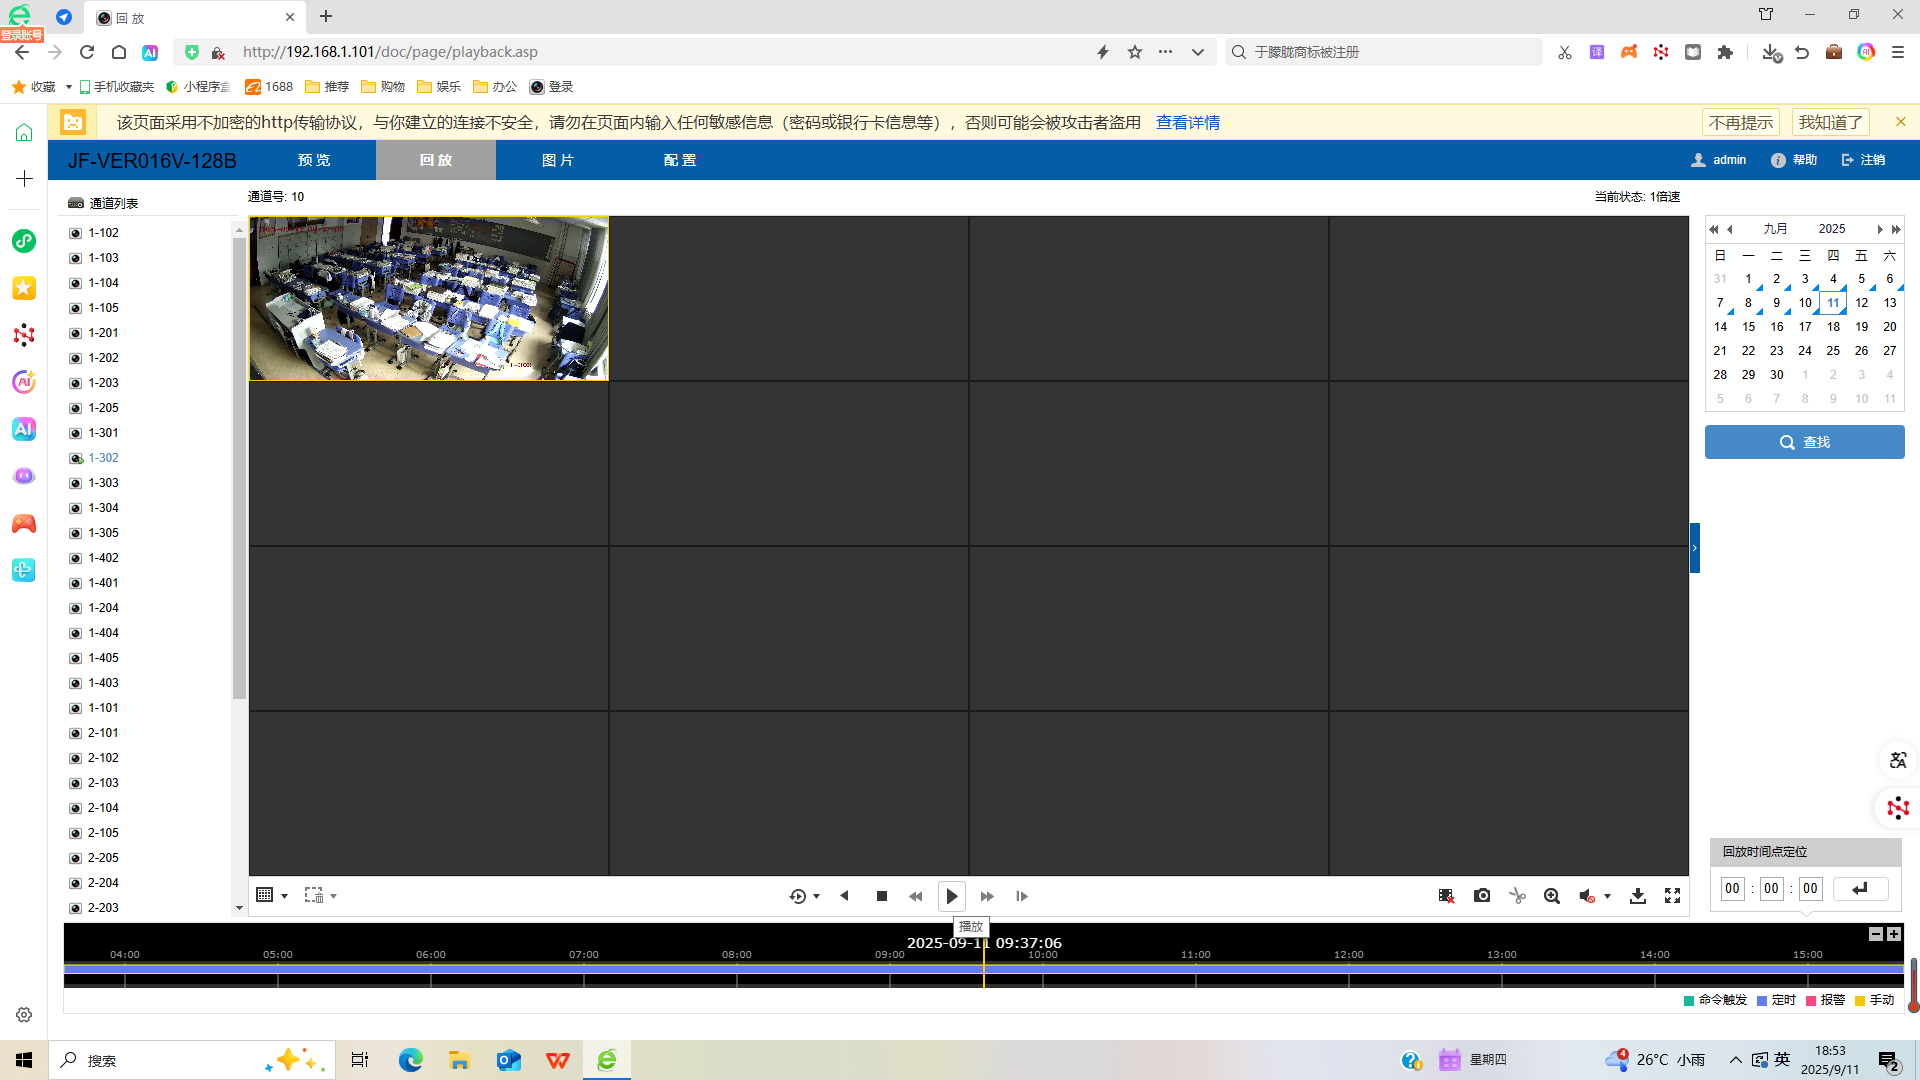 登录账号
回 放
http://192.168.1.101/doc/page/playback.asp
于朦胧商标被注册
收藏 手机收藏夹 小程序盒 1688 推荐 购物 娱乐 办公 登录
该页面采用不加密的http传输协议，与你建立的连接不安全，请勿在页面内输入任何敏感信息（密码或银行卡信息等），否则可能会被攻击者盗用 查看详情 不再提示 我知道了
JF-VER016V-128B 预览 回放 图片 配置 admin 帮助 注销
通道列表
通道号: 10
当前状态: 1倍速
1-102
1-103
1-104
1-105
1-201
1-202
1-203
1-205
1-301
1-302
1-303
1-304
1-305
1-402
1-401
1-204
1-404
1-405
1-403
1-101
2-101
2-102
2-103
2-104
2-105
2-205
2-204
2-203
九月 2025
日 一 二 三 四 五 六
31 1 2 3 4 5 6
7 8 9 10 11 12 13
14 15 16 17 18 19 20
21 22 23 24 25 26 27
28 29 30 1 2 3 4
5 6 7 8 9 10 11
查找
回放时间点定位
00 : 00 : 00
播放
2025-09-11 09:37:06
04:00 05:00 06:00 07:00 08:00 09:00 10:00 11:00 12:00 13:00 14:00 15:00
命令触发 定时 报警 手动
搜索
星期四
4
26°C 小雨
英
18:53
2025/9/11
2